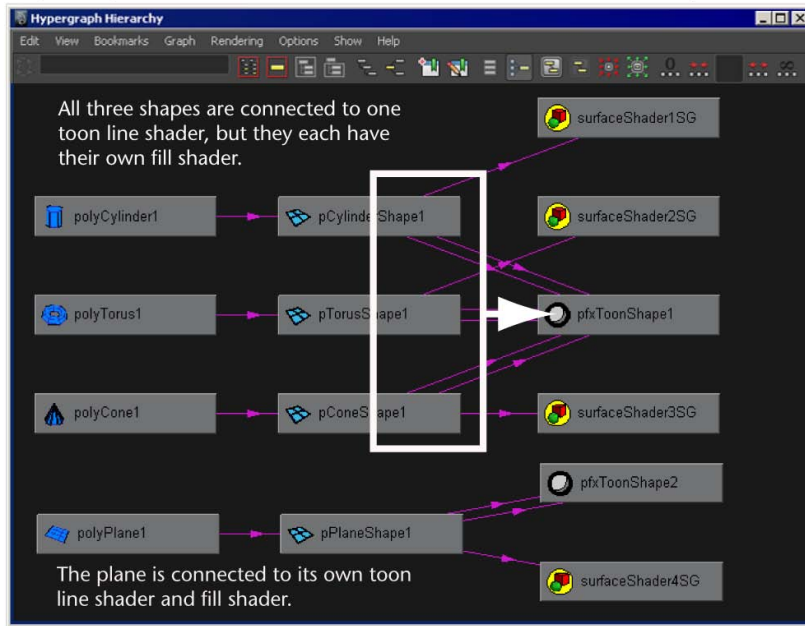 Hypergraph Hierarchy
Edit View Bookmarks Graph Rendering Options Show Help
All three shapes are connected to one
toon line shader, but they each have
their own fill shader.
surfaceShader1SG
polyCylinder1
pCylinderShape1
surfaceShader2SG
polyTorus1
pTorusShape1
pfxToonShape1
polyCone1
pConeShape1
surfaceShader3SG
pfxToonShape2
polyPlane1
pPlaneShape1
The plane is connected to its own toon
line shader and fill shader.
surfaceShader4SG